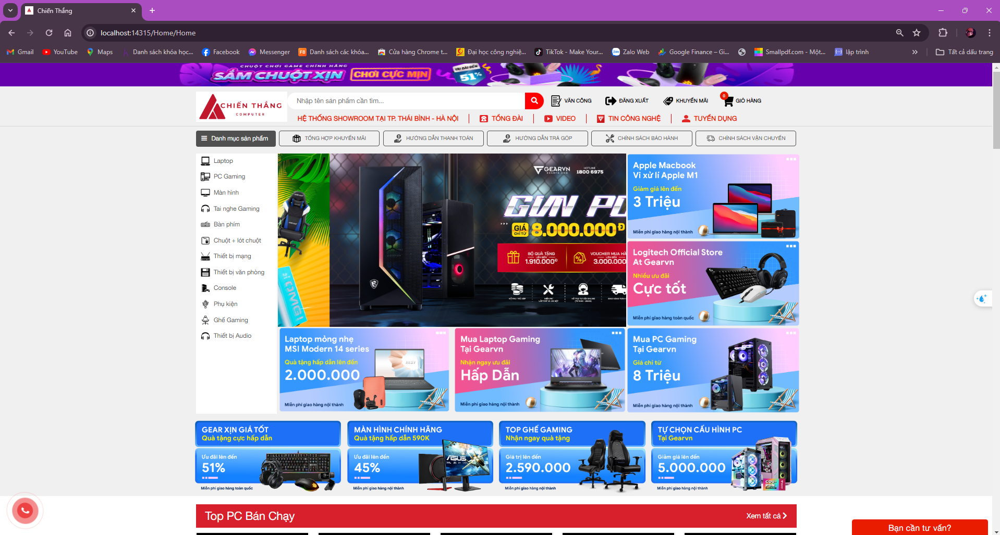 Chiến Thắng
localhost:14315/Home/Home
Gmail
YouTube
Maps
Danh sách khóa học...
Facebook
Messenger
Danh sách các khóa...
Cửa hàng Chrome t...
Đại học công nghiệ...
TikTok - Make Your...
Zalo Web
Google Finance – Gi...
Smallpdf.com - Một...
lập trình
Tất cả dấu trang
CHUỘT CHƠI GAME CHÍNH HÃNG
SẮM CHUỘT XỊN
CHƠI CỰC MỊN
ƯU ĐÃI ĐẾN
51%
CHIẾN THẮNG
COMPUTER
Nhập tên sản phẩm cần tìm...
VĂN CÔNG
ĐĂNG XUẤT
KHUYẾN MÃI
0
GIỎ HÀNG
HỆ THỐNG SHOWROOM TẠI TP. THÁI BÌNH - HÀ NỘI
TỔNG ĐÀI
VIDEO
TIN CÔNG NGHỆ
TUYỂN DỤNG
Danh mục sản phẩm
TỔNG HỢP KHUYẾN MÃI
HƯỚNG DẪN THANH TOÁN
HƯỚNG DẪN TRẢ GÓP
CHÍNH SÁCH BẢO HÀNH
CHÍNH SÁCH VẬN CHUYỂN
Laptop
PC Gaming
Màn hình
Tai nghe Gaming
Bàn phím
Chuột + lót chuột
Thiết bị mạng
Thiết bị văn phòng
Console
Phụ kiện
Ghế Gaming
Thiết bị Audio
GEARVN
HOTLINE
1800 6975
GVN PC
GIÁ
CHỈ TỪ
8.000.000Đ
BỘ QUÀ TẶNG
LÊN ĐẾN
1.910.000Đ
VOUCHER MUA HÀ
LÊN ĐẾN
3.000.000
Apple Macbook
Vi xử lí Apple M1
Giảm giá lên đến
3 Triệu
Miễn phí giao hàng nội thành
Logitech Official Store
At Gearvn
Nhiều ưu đãi
Cực tốt
Miễn phí giao hàng toàn quốc
Laptop mỏng nhẹ
MSI Modern 14 series
Quà tặng hấp dẫn lên đến
2.000.000
Miễn phí giao hàng nội thành
Mua Laptop Gaming
Tại Gearvn
Nhận ngay ưu đãi
Hấp Dẫn
Miễn phí giao hàng nội thành
Mua PC Gaming
Tại Gearvn
Giá chỉ từ
8 Triệu
Miễn phí giao hàng nội thành
GEAR XỊN GIÁ TỐT
Quà tặng cực hấp dẫn
Ưu đãi lên đến
51%
Miễn phí giao hàng toàn quốc
MÀN HÌNH CHÍNH HÃNG
Quà tặng hấp dẫn 590K
Ưu đãi lên đến
45%
ASUS
Miễn phí giao hàng nội thành
TOP GHẾ GAMING
Nhận ngay quà tặng
Giá trị lên đến
2.590.000
Miễn phí giao hàng nội thành
TỰ CHỌN CẤU HÌNH PC
Tại Gearvn
Giảm giá lên đến
5.000.000
COU
PON
Miễn phí giao hàng nội thành
Top PC Bán Chạy
Xem tất cả
Bạn cần tư vấn?